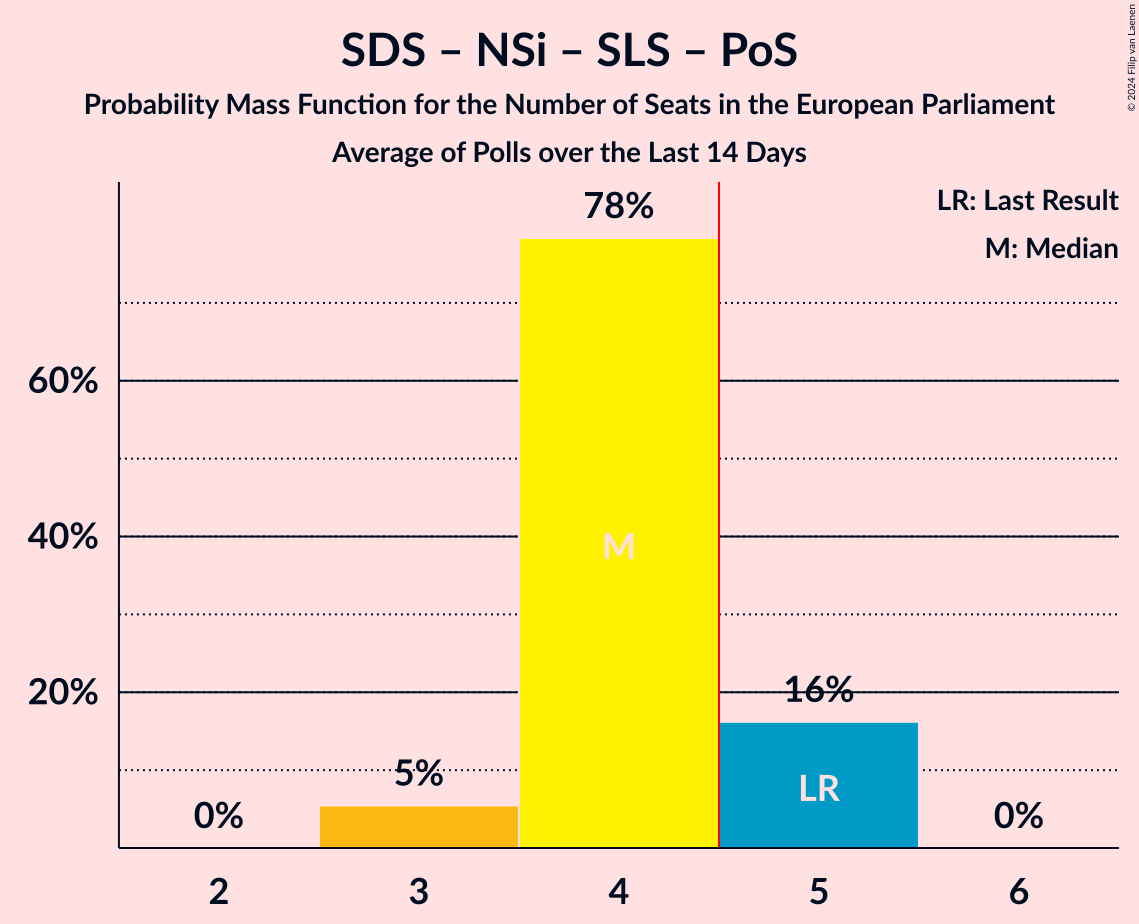 SDS – NSi – SLS – PoS
Probability Mass Function for the Number of Seats in the European Parliament
Average of Polls over the Last 14 Days
© 2024 Filip van Laenen
LR: Last Result
M: Median
78%
60%
40%
20%
M
16%
LR
5%
0%
0%
2 3 4 5 6